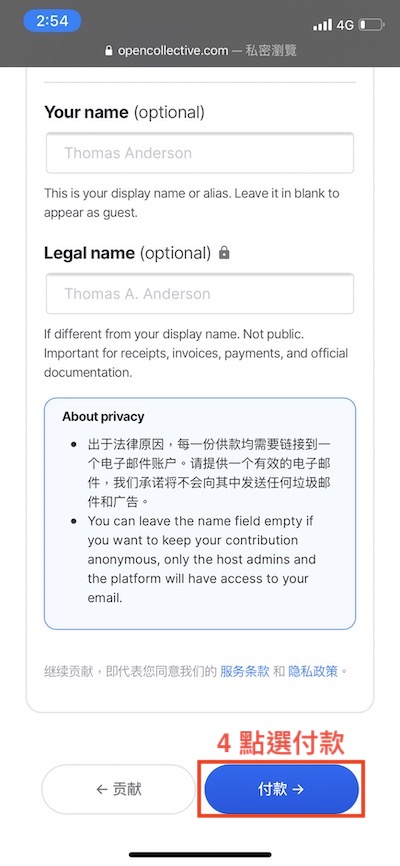 2:54
4G
opencollective.com — 私密瀏覽
Your name (optional)
Thomas Anderson
This is your display name or alias. Leave it in blank to
appear as guest.
Legal name (optional)
Thomas A. Anderson
If different from your display name. Not public.
Important for receipts, invoices, payments, and official
documentation.
About privacy
• 出于法律原因，每一份供款均需要链接到一
个电子邮件账户。请提供一个有效的电子邮
件，我们承诺将不会向其中发送任何垃圾邮
件和广告。
• You can leave the name field empty if
you want to keep your contribution
anonymous, only the host admins and
the platform will have access to your
email.
继续贡献，即代表您同意我们的 服务条款 和 隐私政策。
4 點選付款
← 贡献
付款 →